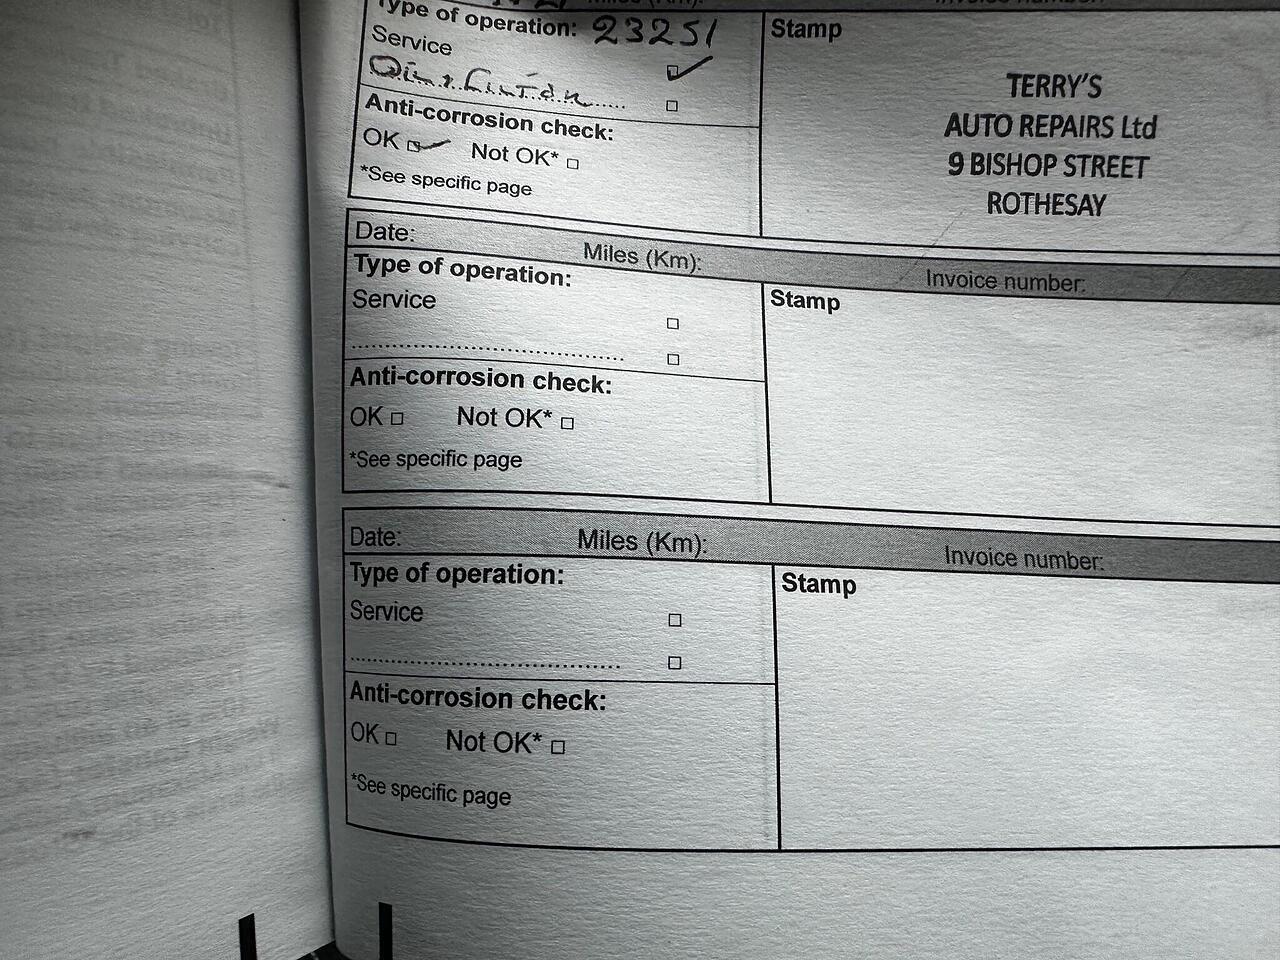 Type of operation: 23251
Service
Stamp
TERRY'S
AUTO REPAIRS Ltd
9 BISHOP STREET
ROTHESAY
Anti-corrosion check:
OK Not OK*
*See specific page
Date: Miles (Km): Invoice number:
Type of operation:
Service
Stamp
Anti-corrosion check:
OK Not OK*
*See specific page
Date: Miles (Km): Invoice number:
Type of operation:
Service
Stamp
Anti-corrosion check:
OK Not OK*
*See specific page